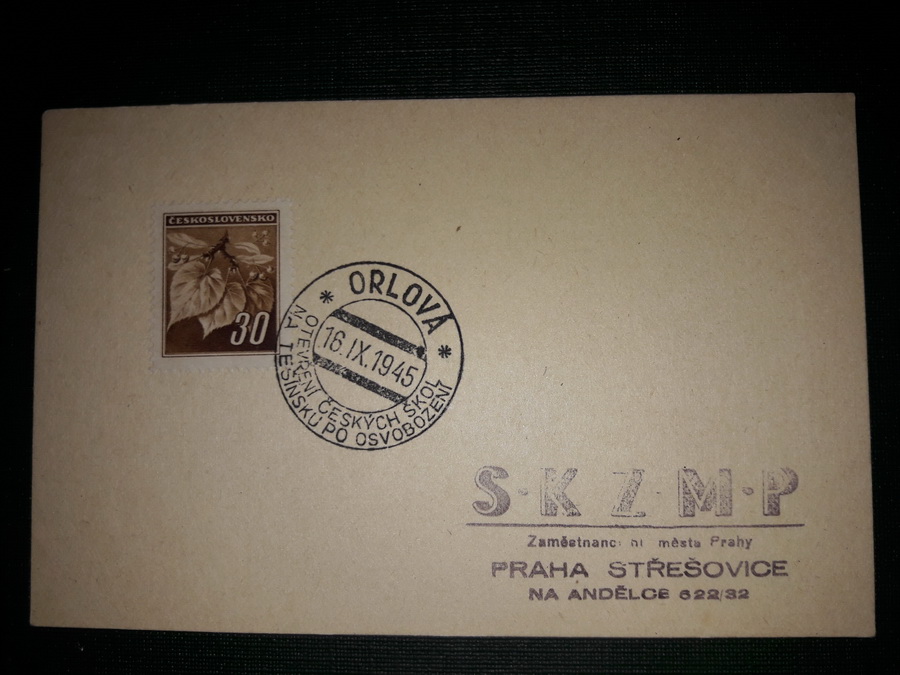 ČESKOSLOVENSKO
30
* ORLOVÁ *
16.IX.1945
OTEVŘENÍ ČESKÝCH ŠKOL
NA TĚŠÍNSKU PO OSVOBOZENÍ
S·K·Z·M·P
města Prahy
PRAHA STŘEŠOVICE
NA ANDĚLCE 622/32